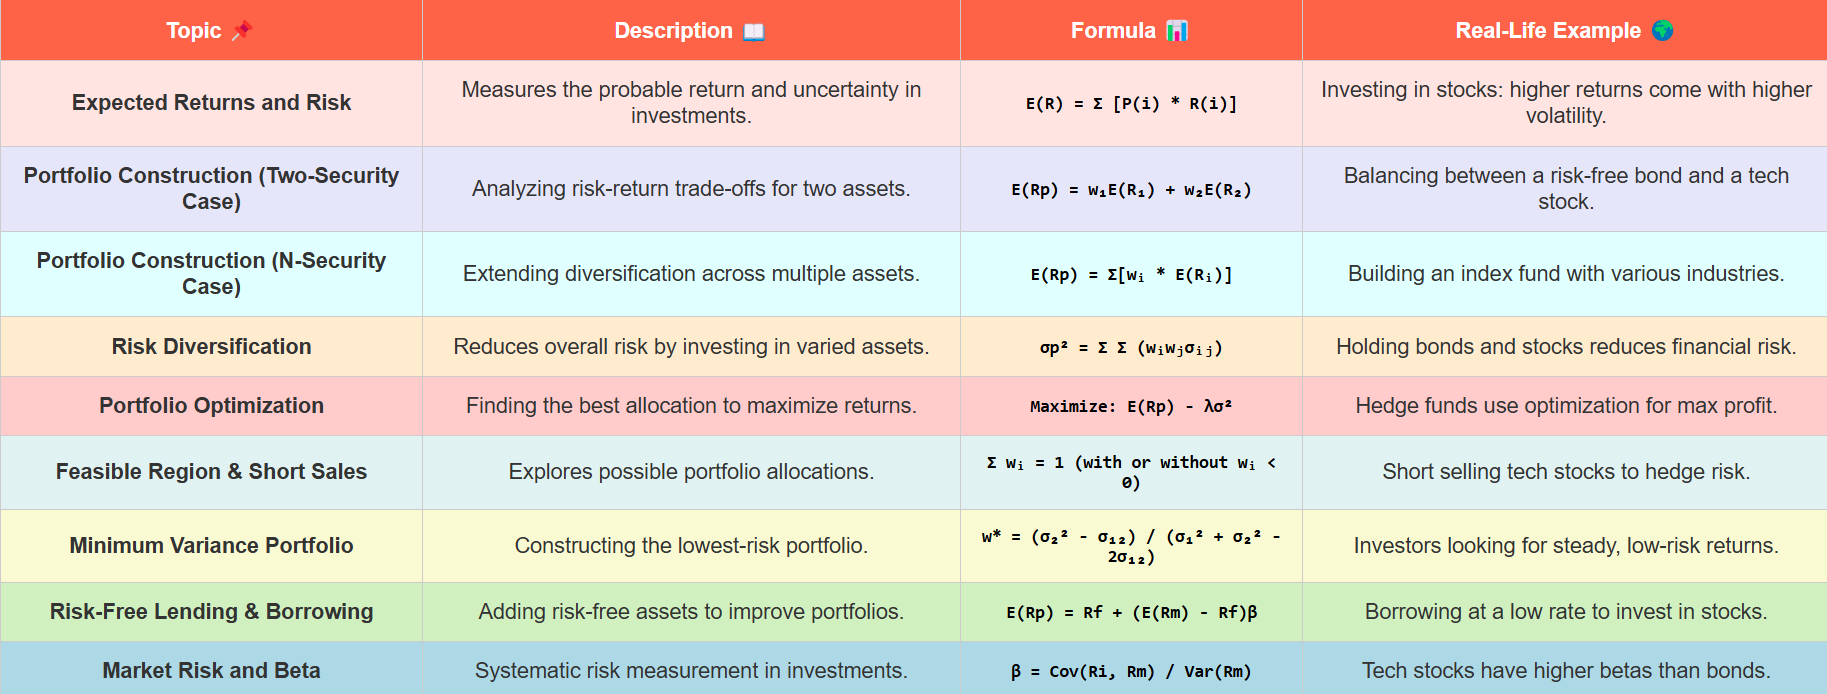 Topic 📌
Description 📖
Formula 📊
Real-Life Example 🌍
Expected Returns and Risk
Measures the probable return and uncertainty in
investments.
E(R) = Σ [P(i) * R(i)]
Investing in stocks: higher returns come with higher
volatility.
Portfolio Construction (Two-Security
Case)
Analyzing risk-return trade-offs for two assets.
E(Rp) = w₁E(R₁) + w₂E(R₂)
Balancing between a risk-free bond and a tech
stock.
Portfolio Construction (N-Security
Case)
Extending diversification across multiple assets.
E(Rp) = Σ[wᵢ * E(Rᵢ)]
Building an index fund with various industries.
Risk Diversification
Reduces overall risk by investing in varied assets.
σp² = Σ Σ (wᵢwⱼσᵢⱼ)
Holding bonds and stocks reduces financial risk.
Portfolio Optimization
Finding the best allocation to maximize returns.
Maximize: E(Rp) - λσ²
Hedge funds use optimization for max profit.
Feasible Region & Short Sales
Explores possible portfolio allocations.
Σ wᵢ = 1 (with or without wᵢ <
0)
Short selling tech stocks to hedge risk.
Minimum Variance Portfolio
Constructing the lowest-risk portfolio.
w* = (σ₂² - σ₁₂) / (σ₁² + σ₂² -
2σ₁₂)
Investors looking for steady, low-risk returns.
Risk-Free Lending & Borrowing
Adding risk-free assets to improve portfolios.
E(Rp) = Rf + (E(Rm) - Rf)β
Borrowing at a low rate to invest in stocks.
Market Risk and Beta
Systematic risk measurement in investments.
β = Cov(Ri, Rm) / Var(Rm)
Tech stocks have higher betas than bonds.